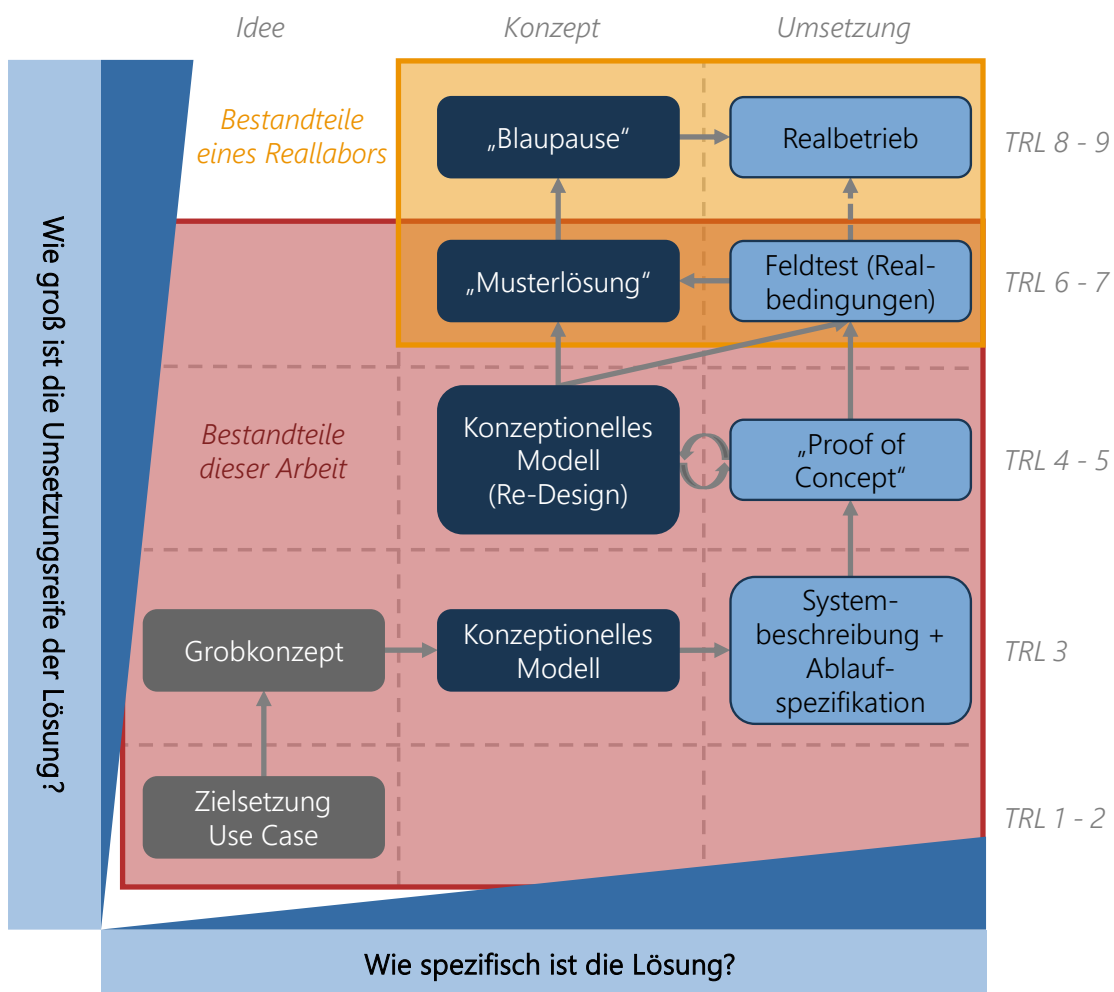 Idee
Konzept
Umsetzung
Bestandteile
eines Reallabors
„Blaupause“
Realbetrieb
TRL 8 - 9
Wie groß ist die Umsetzungsreife der Lösung?
„Musterlösung“
Feldtest (Real-
bedingungen)
TRL 6 - 7
Bestandteile
dieser Arbeit
Konzeptionelles
Modell
(Re-Design)
„Proof of
Concept“
TRL 4 - 5
Grobkonzept
Konzeptionelles
Modell
System-
beschreibung +
Ablauf-
spezifikation
TRL 3
Zielsetzung
Use Case
TRL 1 - 2
Wie spezifisch ist die Lösung?